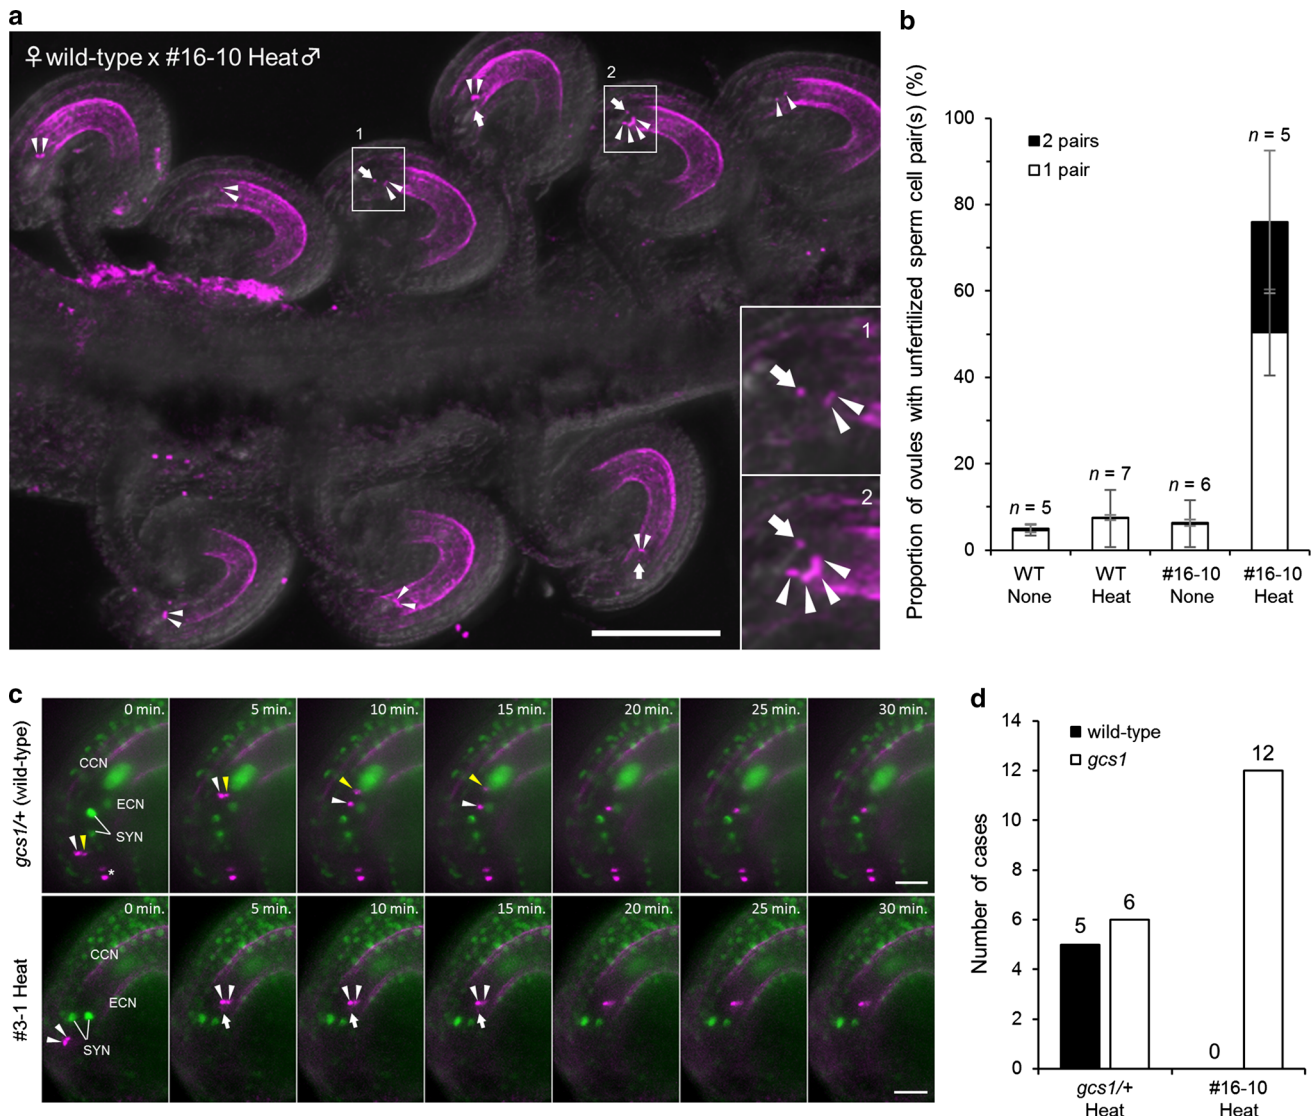 a
♀wild-type x #16-10 Heat♂
1
2
1
2
b
Proportion of ovules with unfertilized sperm cell pair(s) (%)
100
80
60
40
20
0
2 pairs
1 pair
n = 5
n = 7
n = 6
n = 5
WT
None
WT
Heat
#16-10
None
#16-10
Heat
c
gcs1/+ (wild-type)
0 min.
5 min.
10 min.
15 min.
20 min.
25 min.
30 min.
CCN
ECN
SYN
*
#3-1 Heat
0 min.
5 min.
10 min.
15 min.
20 min.
25 min.
30 min.
CCN
ECN
SYN
d
Number of cases
14
12
10
8
6
4
2
0
wild-type
gcs1
5
6
0
12
gcs1/+
Heat
#16-10
Heat